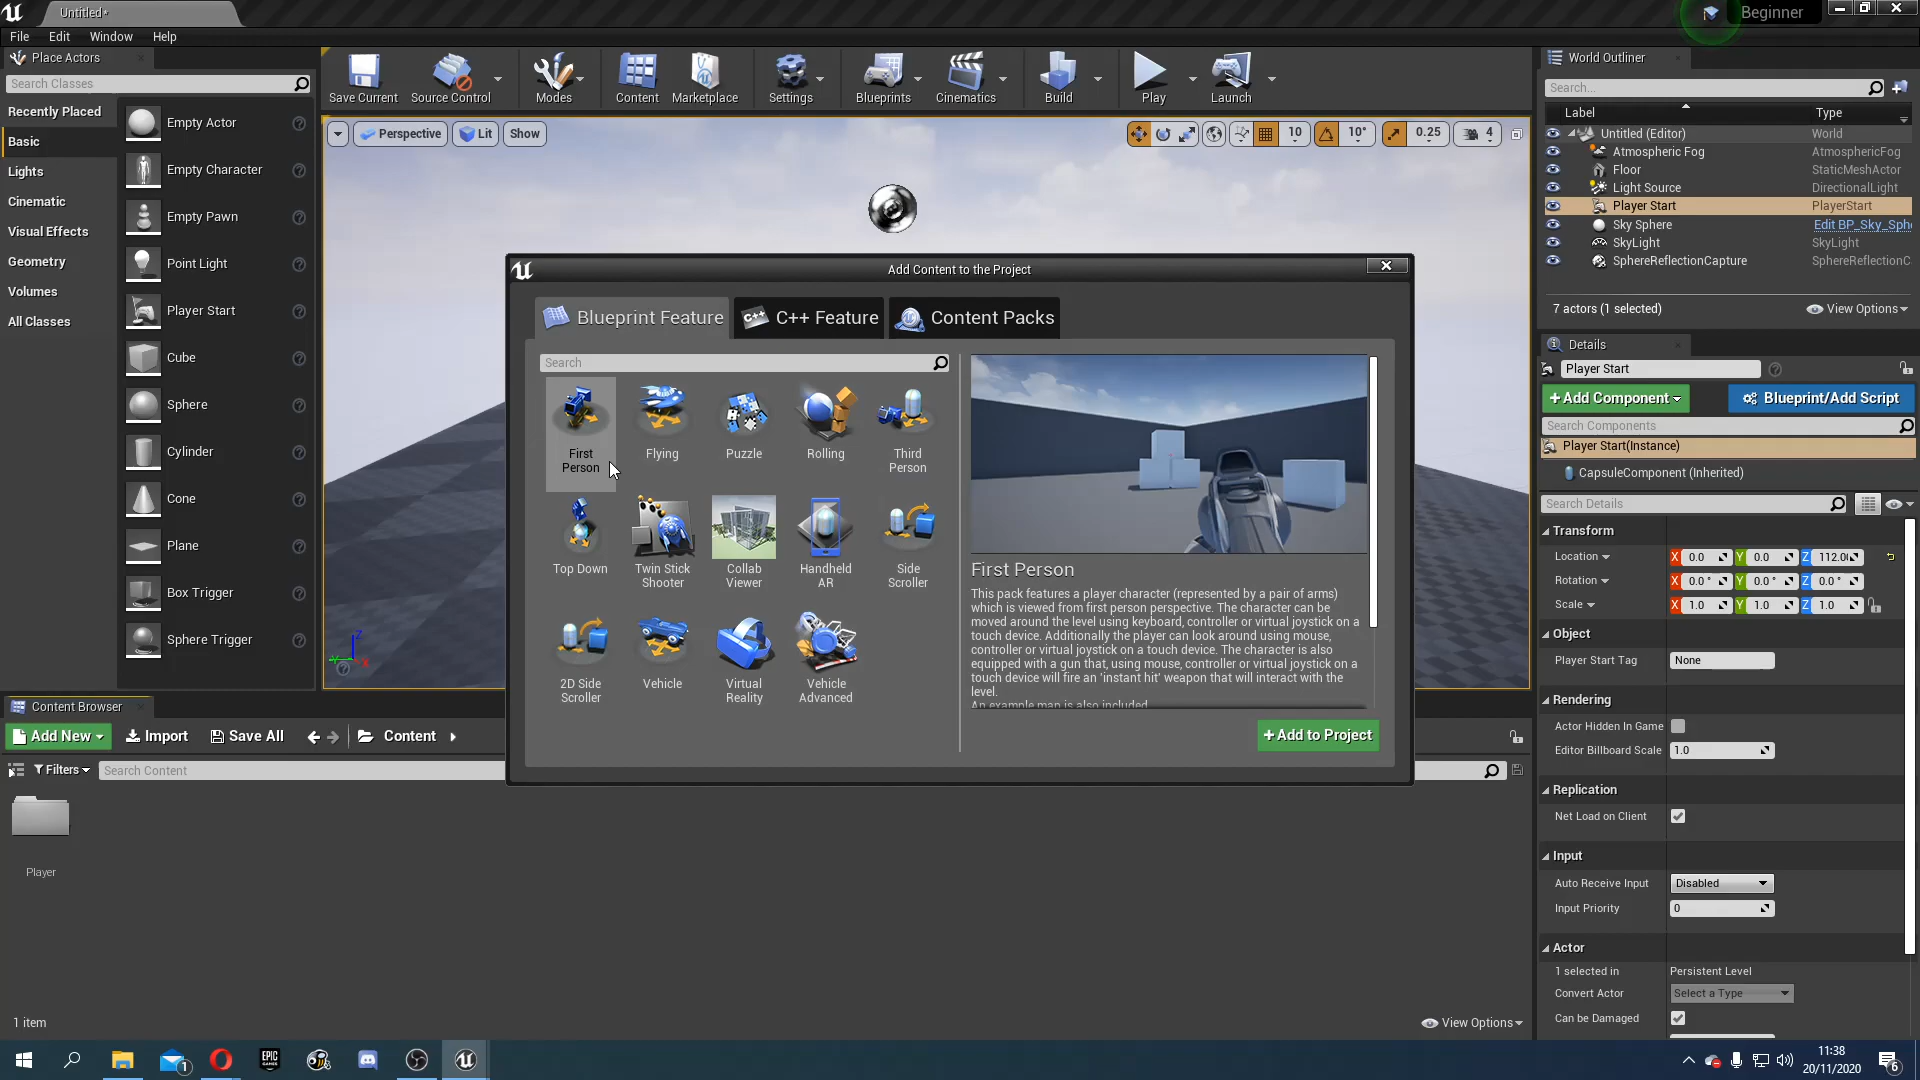 Untitled*
Beginner
File Edit Window Help
Place Actors
Search Classes
Recently Placed
Basic
Lights
Cinematic
Visual Effects
Geometry
Volumes
All Classes
Empty Actor
Empty Character
Empty Pawn
Point Light
Player Start
Cube
Sphere
Cylinder
Cone
Plane
Box Trigger
Sphere Trigger
Save Current Source Control Modes Content Marketplace Settings Blueprints Cinematics Build Play Launch
Perspective Lit Show
10 10° 0.25 4
World Outliner
Search...
Label Type
Untitled (Editor) World
Atmospheric Fog AtmosphericFog
Floor StaticMeshActor
Light Source DirectionalLight
Player Start PlayerStart
Sky Sphere Edit BP_Sky_Sph
SkyLight SkyLight
SphereReflectionCapture SphereReflectionC
7 actors (1 selected) View Options
Add Content to the Project
Blueprint Feature C++ Feature Content Packs
Search
First
Person
Flying
Puzzle
Rolling
Third
Person
Top Down
Twin Stick
Shooter
Collab
Viewer
Handheld
AR
Side
Scroller
2D Side
Scroller
Vehicle
Virtual
Reality
Vehicle
Advanced
First Person
This pack features a player character (represented by a pair of arms)
which is viewed from first person perspective. The character can be
moved around the level using keyboard, controller or virtual joystick on a
touch device. Additionally the player can look around using mouse,
controller or virtual joystick on a touch device. The character is also
equipped with a gun that, using mouse, controller or virtual joystick on a
touch device will fire an 'instant hit' weapon that will interact with the
level.
An example map is also included
+Add to Project
Details
Player Start
+Add Component Blueprint/Add Script
Search Components
Player Start(Instance)
CapsuleComponent (Inherited)
Search Details
Transform
Location X 0.0 Y 0.0 Z 112.0
Rotation X 0.0 ° Y 0.0 ° Z 0.0 °
Scale X 1.0 Y 1.0 Z 1.0
Object
Player Start Tag None
Rendering
Actor Hidden In Game
Editor Billboard Scale 1.0
Replication
Net Load on Client
Input
Auto Receive Input Disabled
Input Priority 0
Actor
1 selected in Persistent Level
Convert Actor Select a Type
Can be Damaged
Content Browser
Add New Import Save All Content
Filters Search Content
Player
1 item
View Options
EPIC
GAMES
1
11:38
20/11/2020
6